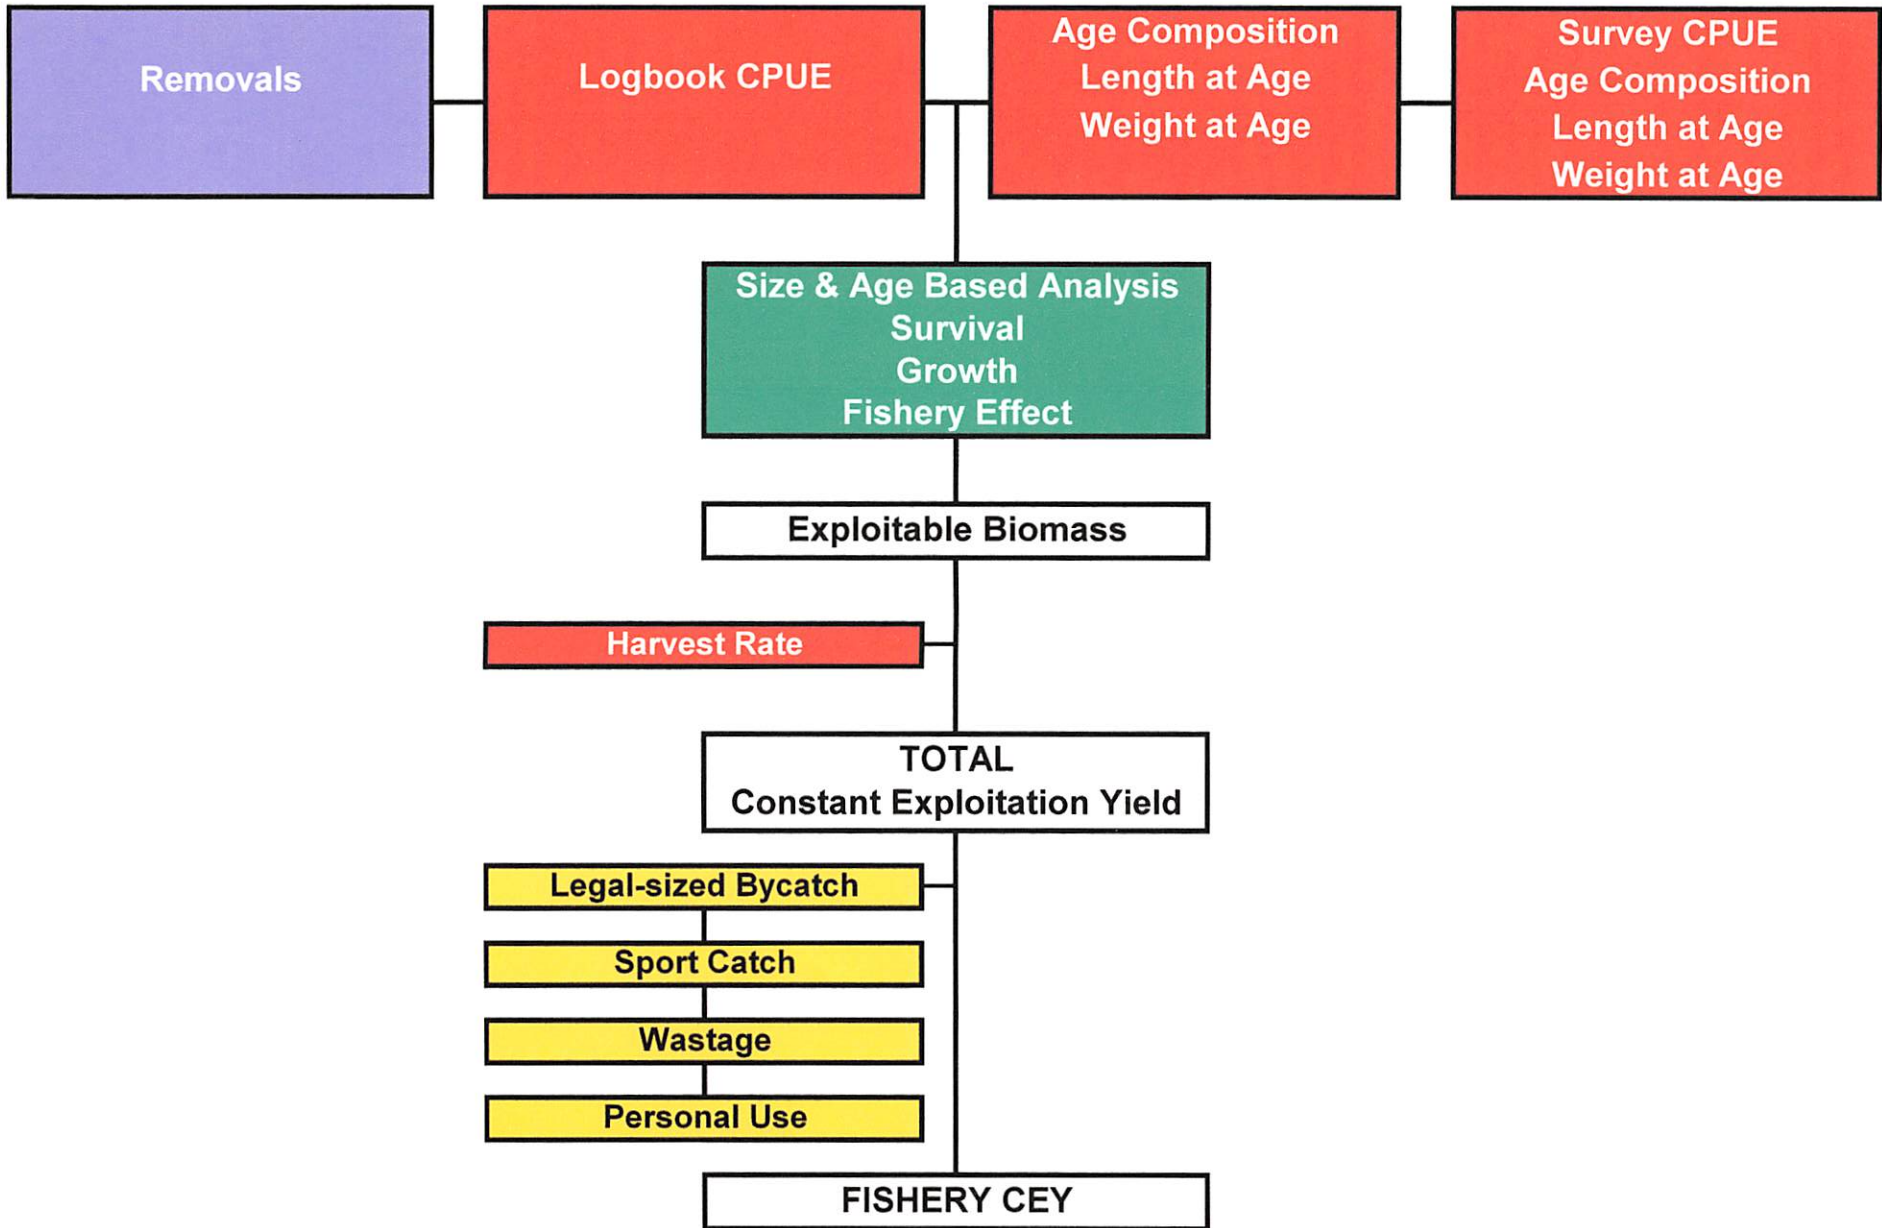 Removals
Logbook CPUE
Age Composition
Length at Age
Weight at Age
Survey CPUE
Age Composition
Length at Age
Weight at Age
Size & Age Based Analysis
Survival
Growth
Fishery Effect
Exploitable Biomass
Harvest Rate
TOTAL
Constant Exploitation Yield
Legal-sized Bycatch
Sport Catch
Wastage
Personal Use
FISHERY CEY